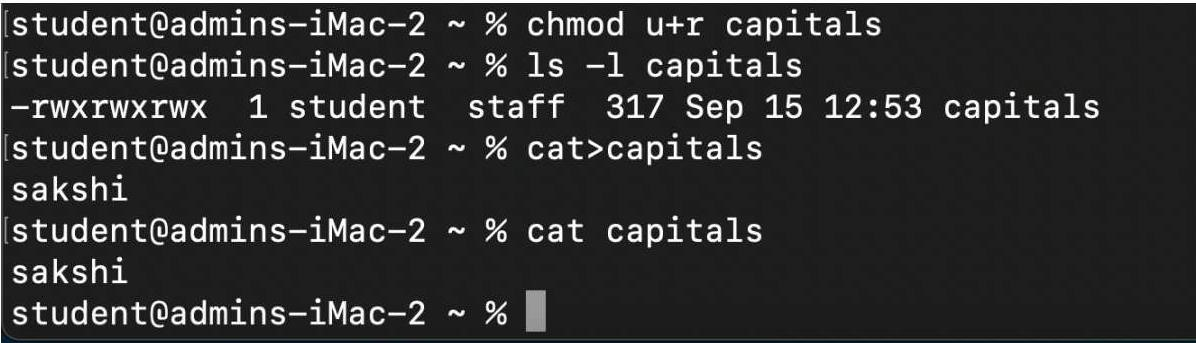 [student@admins-iMac-2 ~ % chmod u+r capitals
[student@admins-iMac-2 ~ % ls -l capitals
-rwxrwxrwx  1 student  staff  317 Sep 15 12:53 capitals
[student@admins-iMac-2 ~ % cat>capitals
sakshi
[student@admins-iMac-2 ~ % cat capitals
sakshi
student@admins-iMac-2 ~ %